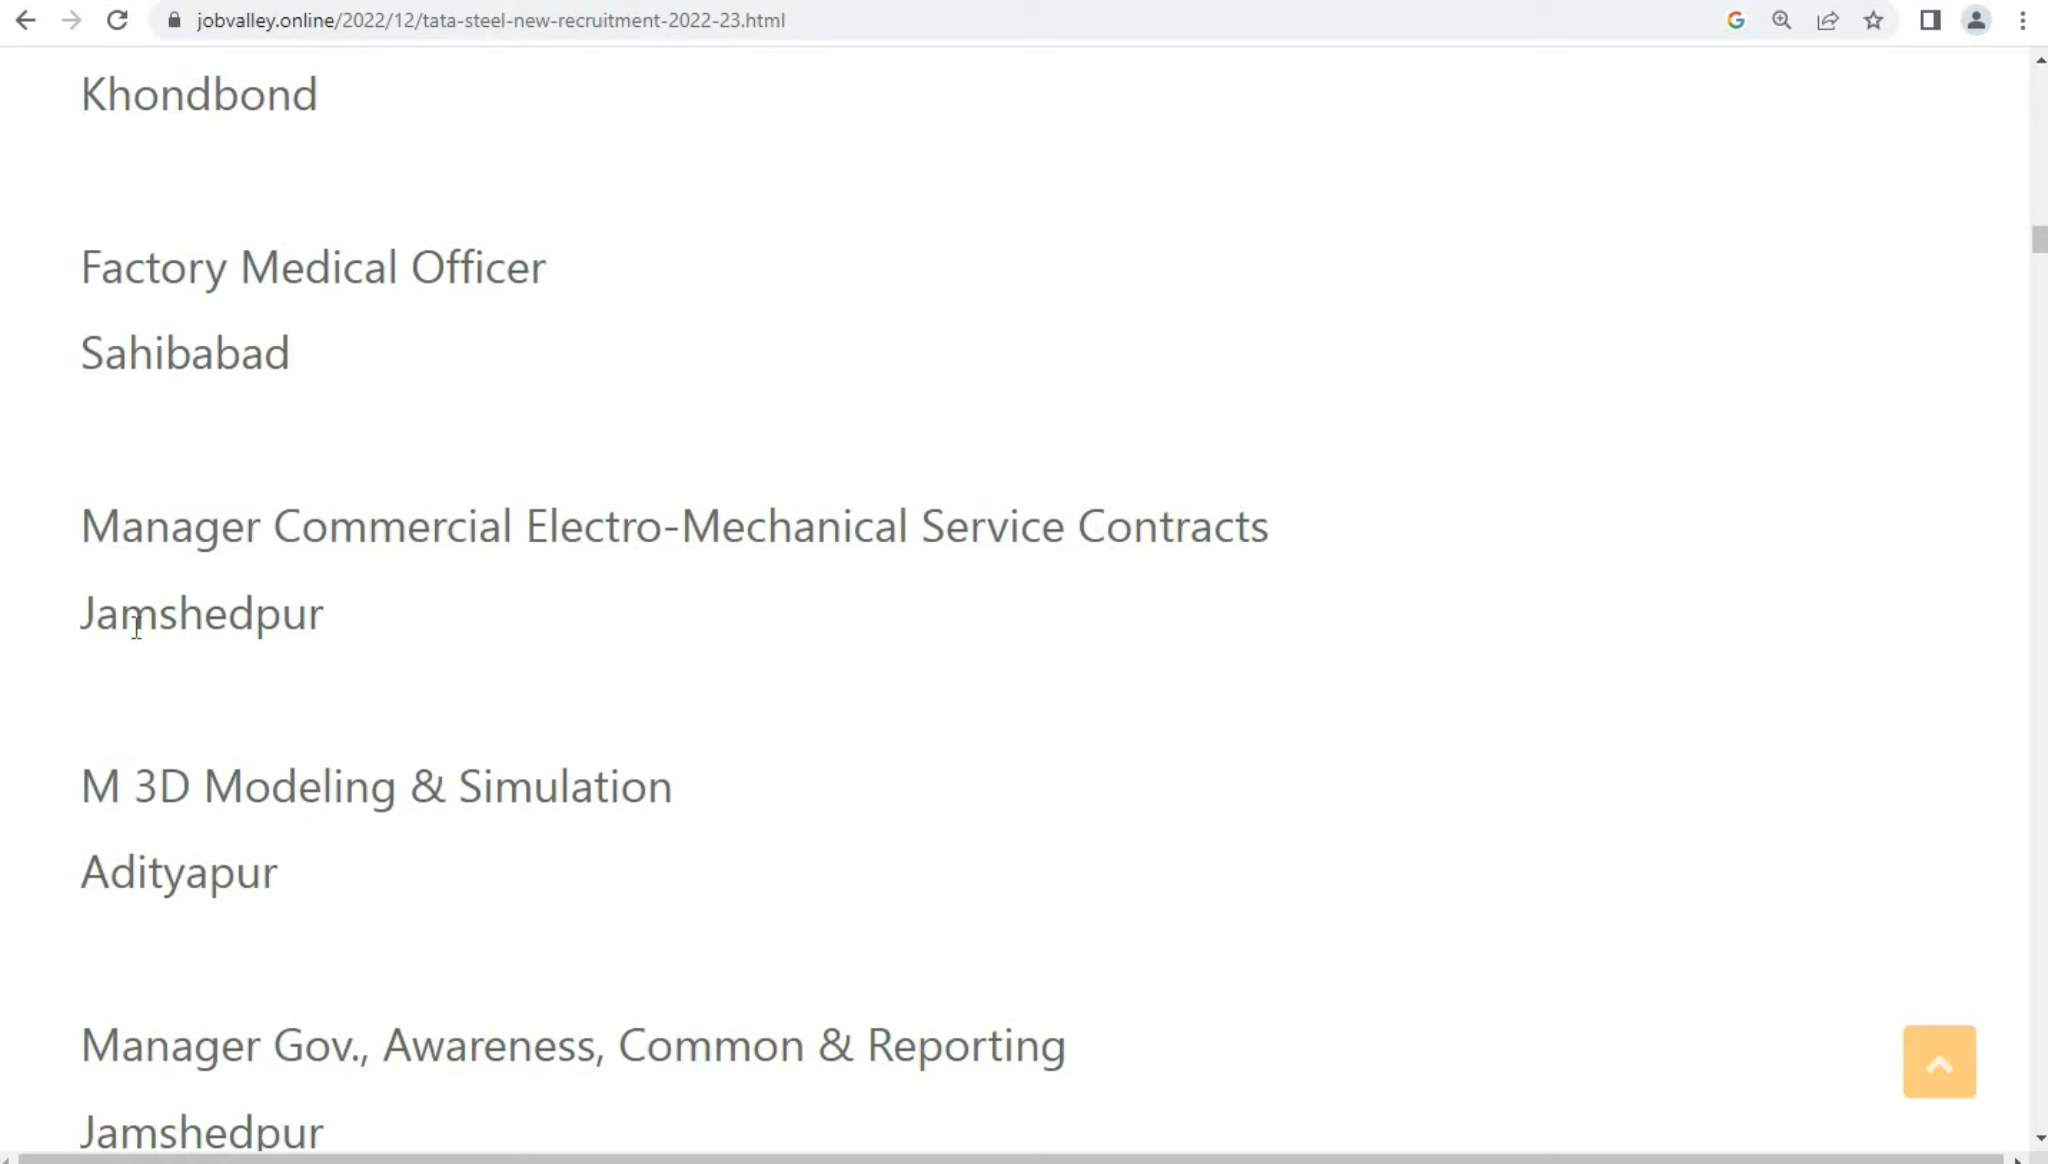 jobvalley.online/2022/12/tata-steel-new-recruitment-2022-23.html
Khondbond
Factory Medical Officer
Sahibabad
Manager Commercial Electro-Mechanical Service Contracts
Jamshedpur
M 3D Modeling & Simulation
Adityapur
Manager Gov., Awareness, Common & Reporting
Jamshedpur